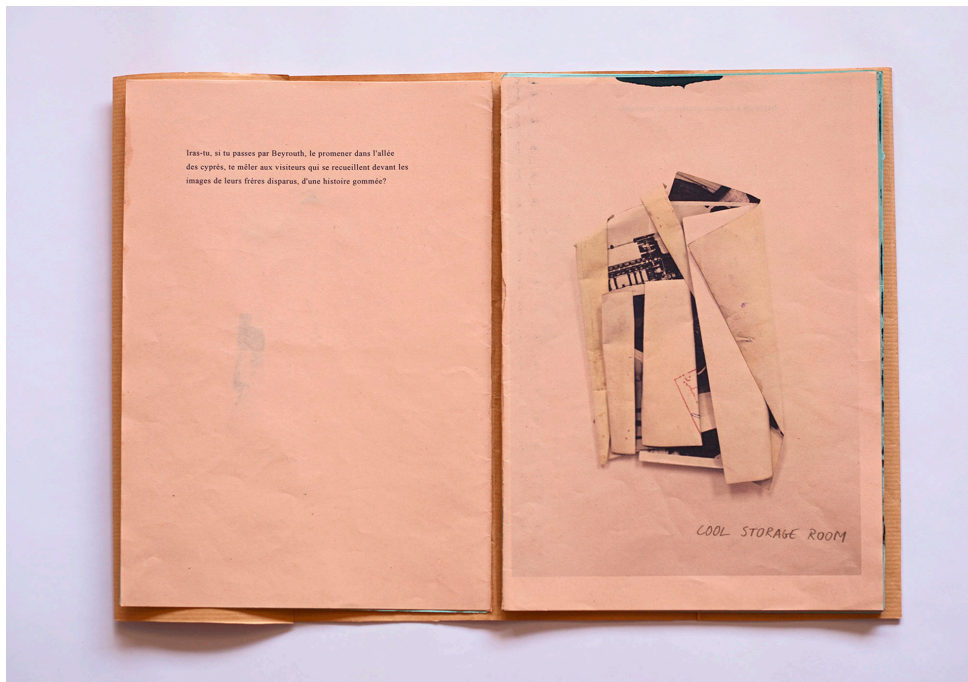 Iras-tu, si tu passes par Beyrouth, le promener dans l'allée
des cyprès, te mêler aux visiteurs qui se recueillent devant les
images de leurs frères disparus, d'une histoire gommée?
COOL STORAGE ROOM